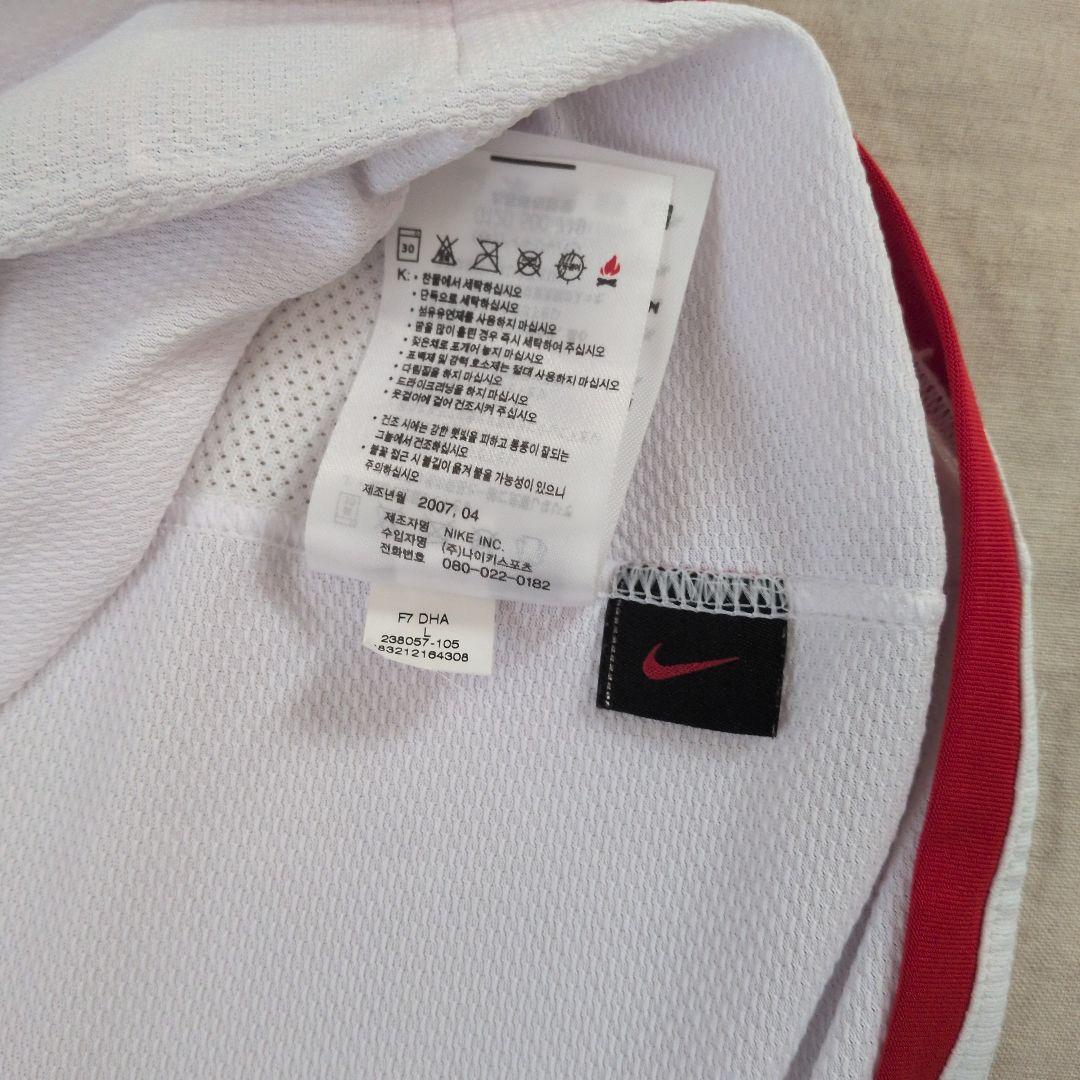 30
K: • 찬물에서 세탁하십시오
• 단독으로 세탁하십시오
• 섬유유연제를 사용하지 마십시오
• 땀을 많이 흘린 경우 즉시 세탁하여 주십시오
• 젖은채로 포개어 놓지 마십시오
• 표백제 및 강력 효소제는 절대 사용하지 마십시오
• 다림질을 하지 마십시오
• 드라이크리닝을 하지 마십시오
• 옷걸이에 걸어 건조시켜 주십시오
• 건조 시에는 강한 햇빛을 피하고 통풍이 잘되는
그늘에서 건조하십시오
• 불꽃 접근 시 불길이 옮겨 붙을 가능성이 있으니
주의하십시오
제조년월 2007, 04
제조자명 NIKE INC.
수입자명 (주)나이키스포츠
전화번호 080-022-0182
F7 DHA
L
238057-105
83212164308